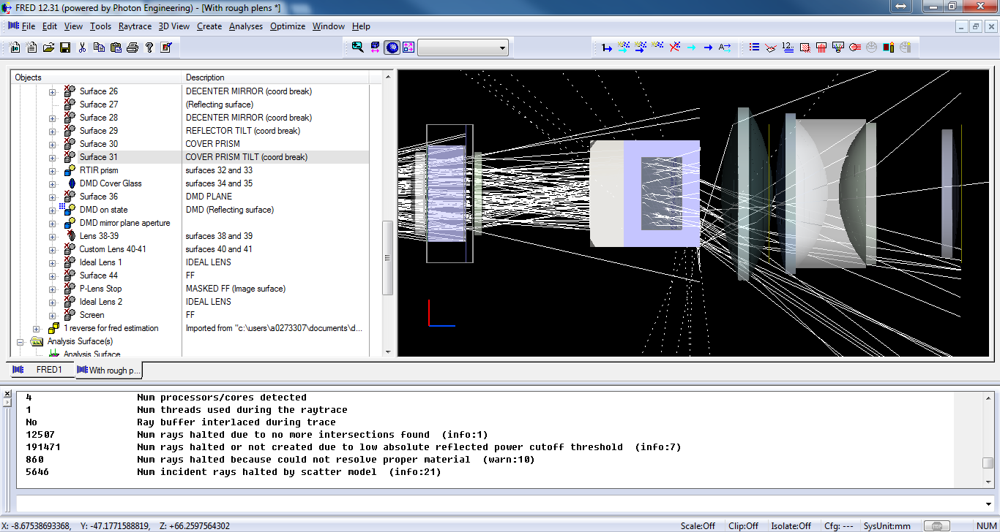 FRED 12.31 (powered by Photon Engineering) - [With rough plens *]
File Edit View Tools Raytrace 3D View Create Analyses Optimize Window Help
Objects Description
Surface 26 DECENTER MIRROR (coord break)
Surface 27 (Reflecting surface)
Surface 28 DECENTER MIRROR (coord break)
Surface 29 REFLECTOR TILT (coord break)
Surface 30 COVER PRISM
Surface 31 COVER PRISM TILT (coord break)
RTIR prism surfaces 32 and 33
DMD Cover Glass surfaces 34 and 35
Surface 36 DMD PLANE
DMD on state DMD (Reflecting surface)
DMD mirror plane aperture
Lens 38-39 surfaces 38 and 39
Custom Lens 40-41 surfaces 40 and 41
Ideal Lens 1 IDEAL LENS
Surface 44 FF
P-Lens Stop MASKED FF (Image surface)
Ideal Lens 2 IDEAL LENS
Screen FF
1 reverse for fred estimation Imported from "c:\users\a0273307\documents\d...
Analysis Surface(s)
Analysis Surface
FRED1 With rough p...
4 Num processors/cores detected
1 Num threads used during the raytrace
No Ray buffer interlaced during trace
12507 Num rays halted due to no more intersections found (info:1)
191471 Num rays halted or not created due to low absolute reflected power cutoff threshold (info:7)
860 Num rays halted because could not resolve proper material (warn:10)
5646 Num incident rays halted by scatter model (info:21)
X: -8.67538693368, Y: -47.1771588819, Z: +66.2597564302 Scale:Off Clip:Off Isolate:Off Cfg: --- SysUnit:mm STOP NUM